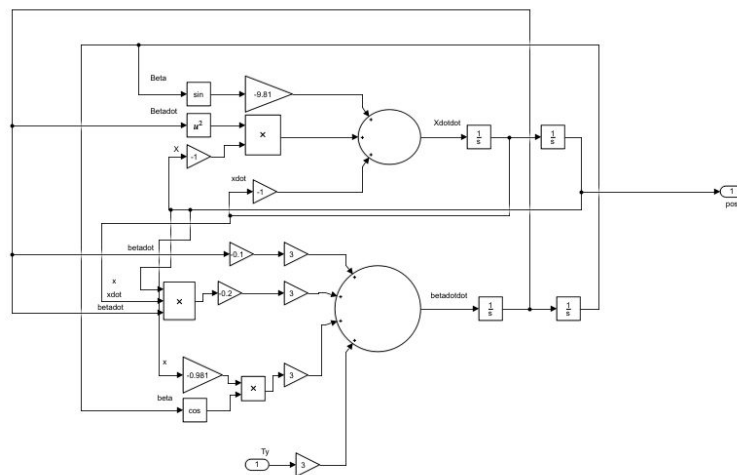 Beta
sin
-9.81
Betadot
u²
×
X
-1
Xdotdot
1
s
1
s
xdot
-1
1
pos
betadot
-0.1
3
x
xdot
betadot
×
-0.2
3
betadotdot
1
s
1
s
x
-0.981
×
3
beta
cos
Ty
1
3